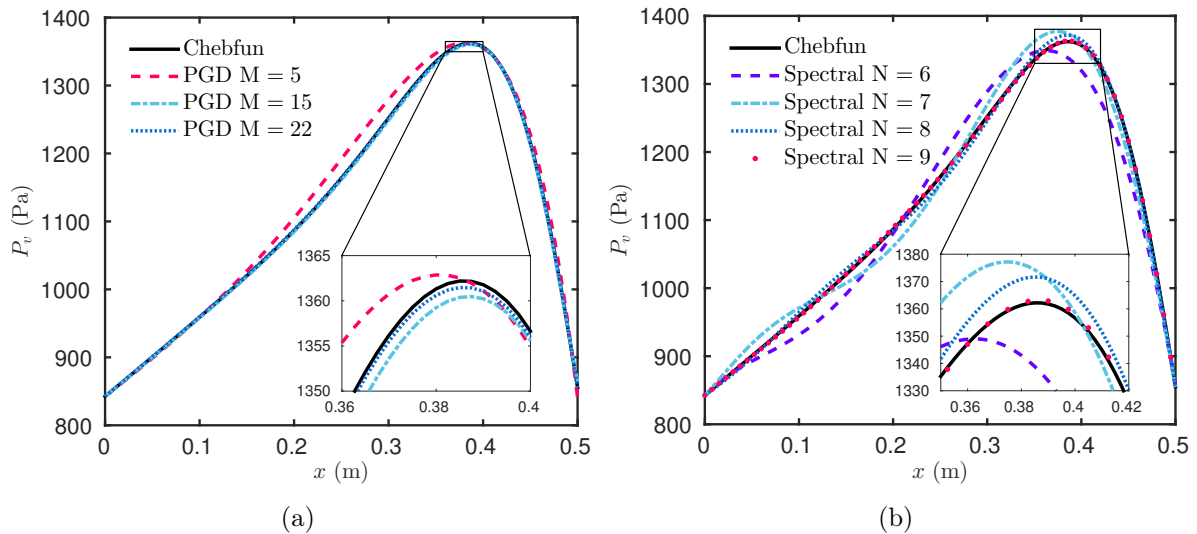 1400
1300
1200
1100
1000
900
800
P_v (Pa)
Chebfun
PGD M = 5
PGD M = 15
PGD M = 22
1365
1360
1355
1350
0.36
0.38
0.4
0 0.1 0.2 0.3 0.4 0.5
x (m)
(a)
1400
1300
1200
1100
1000
900
800
P_v (Pa)
Chebfun
Spectral N = 6
Spectral N = 7
Spectral N = 8
Spectral N = 9
1380
1370
1360
1350
1340
1330
0.36
0.38
0.4
0.42
0 0.1 0.2 0.3 0.4 0.5
x (m)
(b)